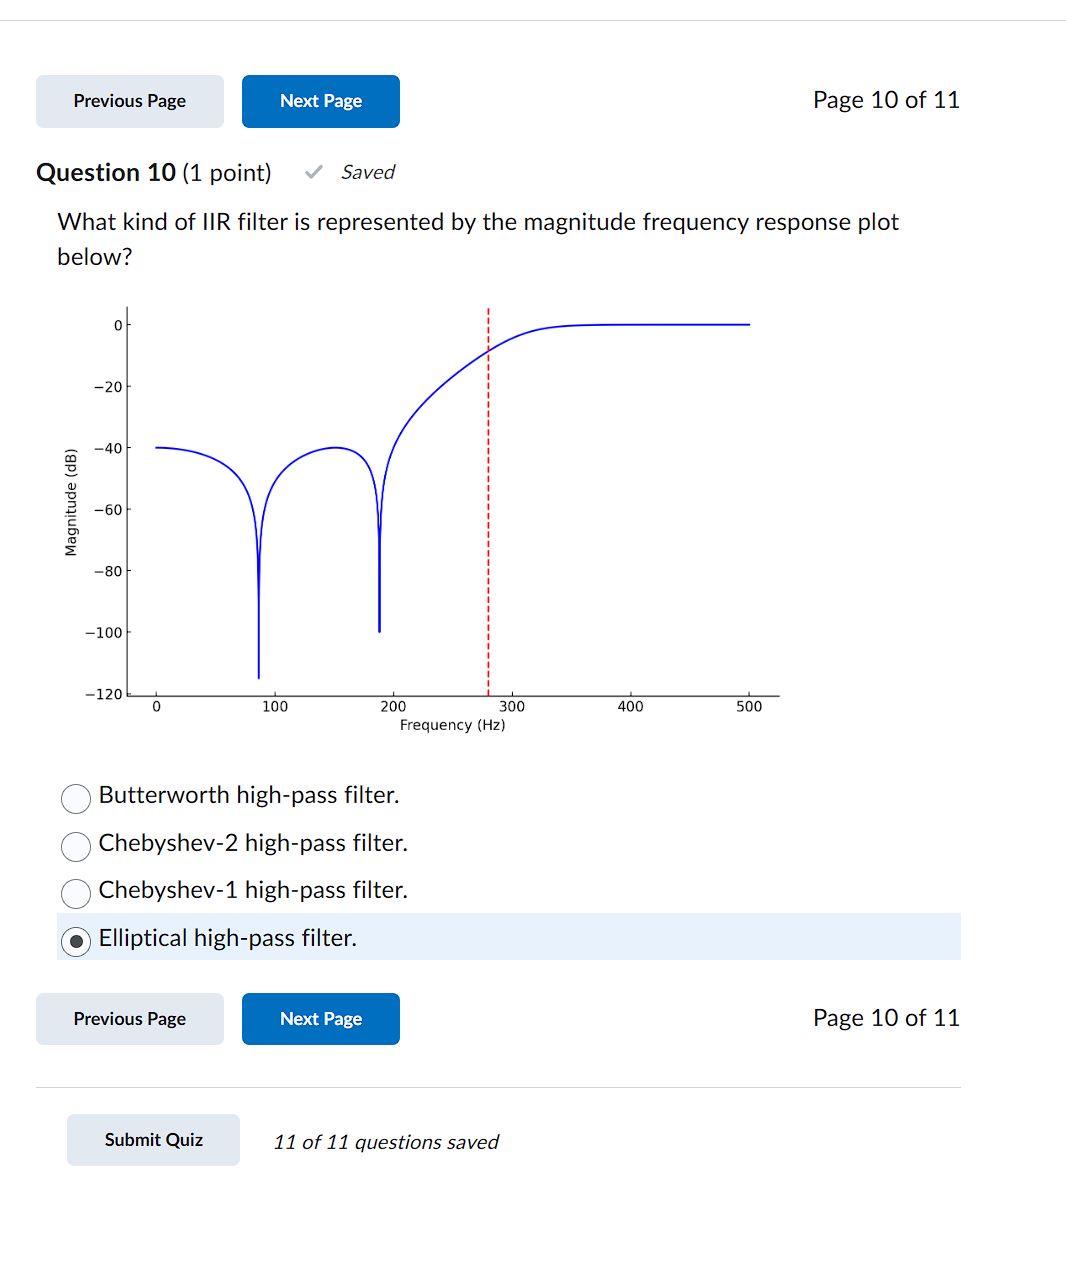 Previous Page
Next Page
Page 10 of 11
Question 10 (1 point)
Saved
What kind of IIR filter is represented by the magnitude frequency response plot
below?
0
−20
−40
−60
−80
−100
−120
Magnitude (dB)
0
100
200
300
400
500
Frequency (Hz)
Butterworth high-pass filter.
Chebyshev-2 high-pass filter.
Chebyshev-1 high-pass filter.
Elliptical high-pass filter.
Previous Page
Next Page
Page 10 of 11
Submit Quiz
11 of 11 questions saved